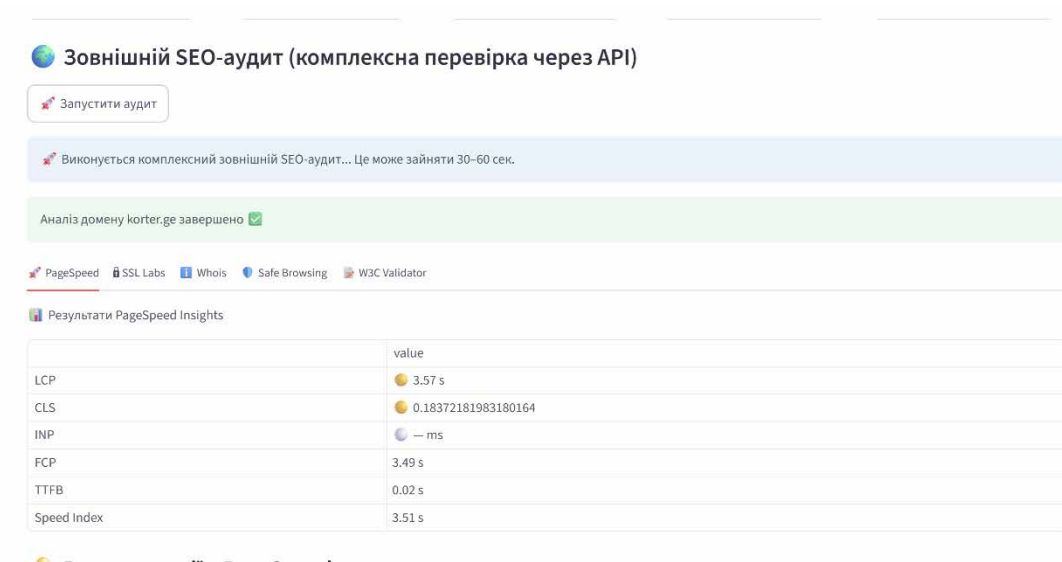 🌍 Зовнішній SEO-аудит (комплексна перевірка через API)
🚀 Запустити аудит
🚀 Виконується комплексний зовнішній SEO-аудит... Це може зайняти 30–60 сек.
Аналіз домену korter.ge завершено ✅
🚀 PageSpeed 🔒 SSL Labs ℹ️ Whois 🛡️ Safe Browsing 📝 W3C Validator
📊 Результати PageSpeed Insights
value
LCP 🟡 3.57 s
CLS 🟡 0.18372181983180164
INP ⚪ — ms
FCP 3.49 s
TTFB 0.02 s
Speed Index 3.51 s